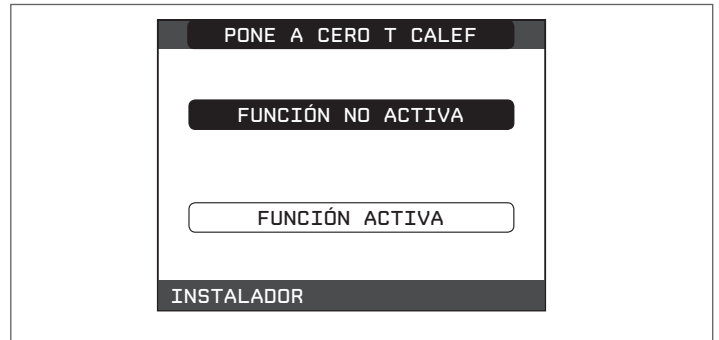 PONE A CERO T CALEF
FUNCIÓN NO ACTIVA
FUNCIÓN ACTIVA
INSTALADOR